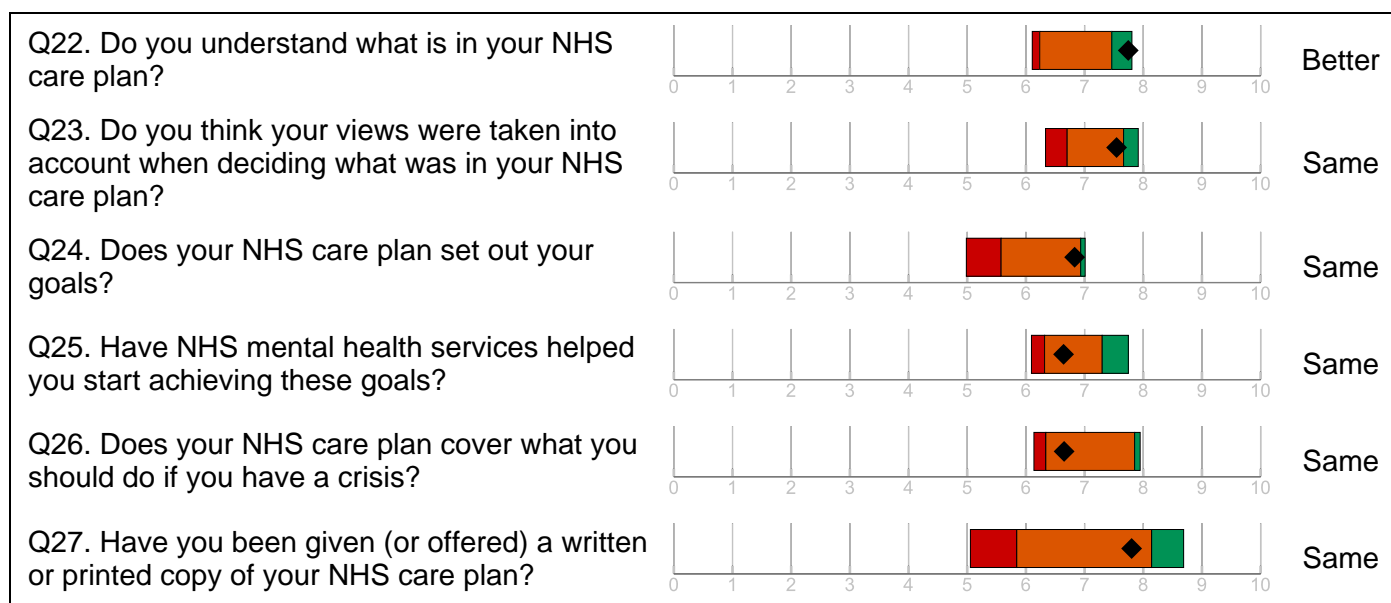 Q22. Do you understand what is in your NHS
care plan?
0 1 2 3 4 5 6 7 8 9 10
Better
Q23. Do you think your views were taken into
account when deciding what was in your NHS
care plan?
0 1 2 3 4 5 6 7 8 9 10
Same
Q24. Does your NHS care plan set out your
goals?
0 1 2 3 4 5 6 7 8 9 10
Same
Q25. Have NHS mental health services helped
you start achieving these goals?
0 1 2 3 4 5 6 7 8 9 10
Same
Q26. Does your NHS care plan cover what you
should do if you have a crisis?
0 1 2 3 4 5 6 7 8 9 10
Same
Q27. Have you been given (or offered) a written
or printed copy of your NHS care plan?
0 1 2 3 4 5 6 7 8 9 10
Same